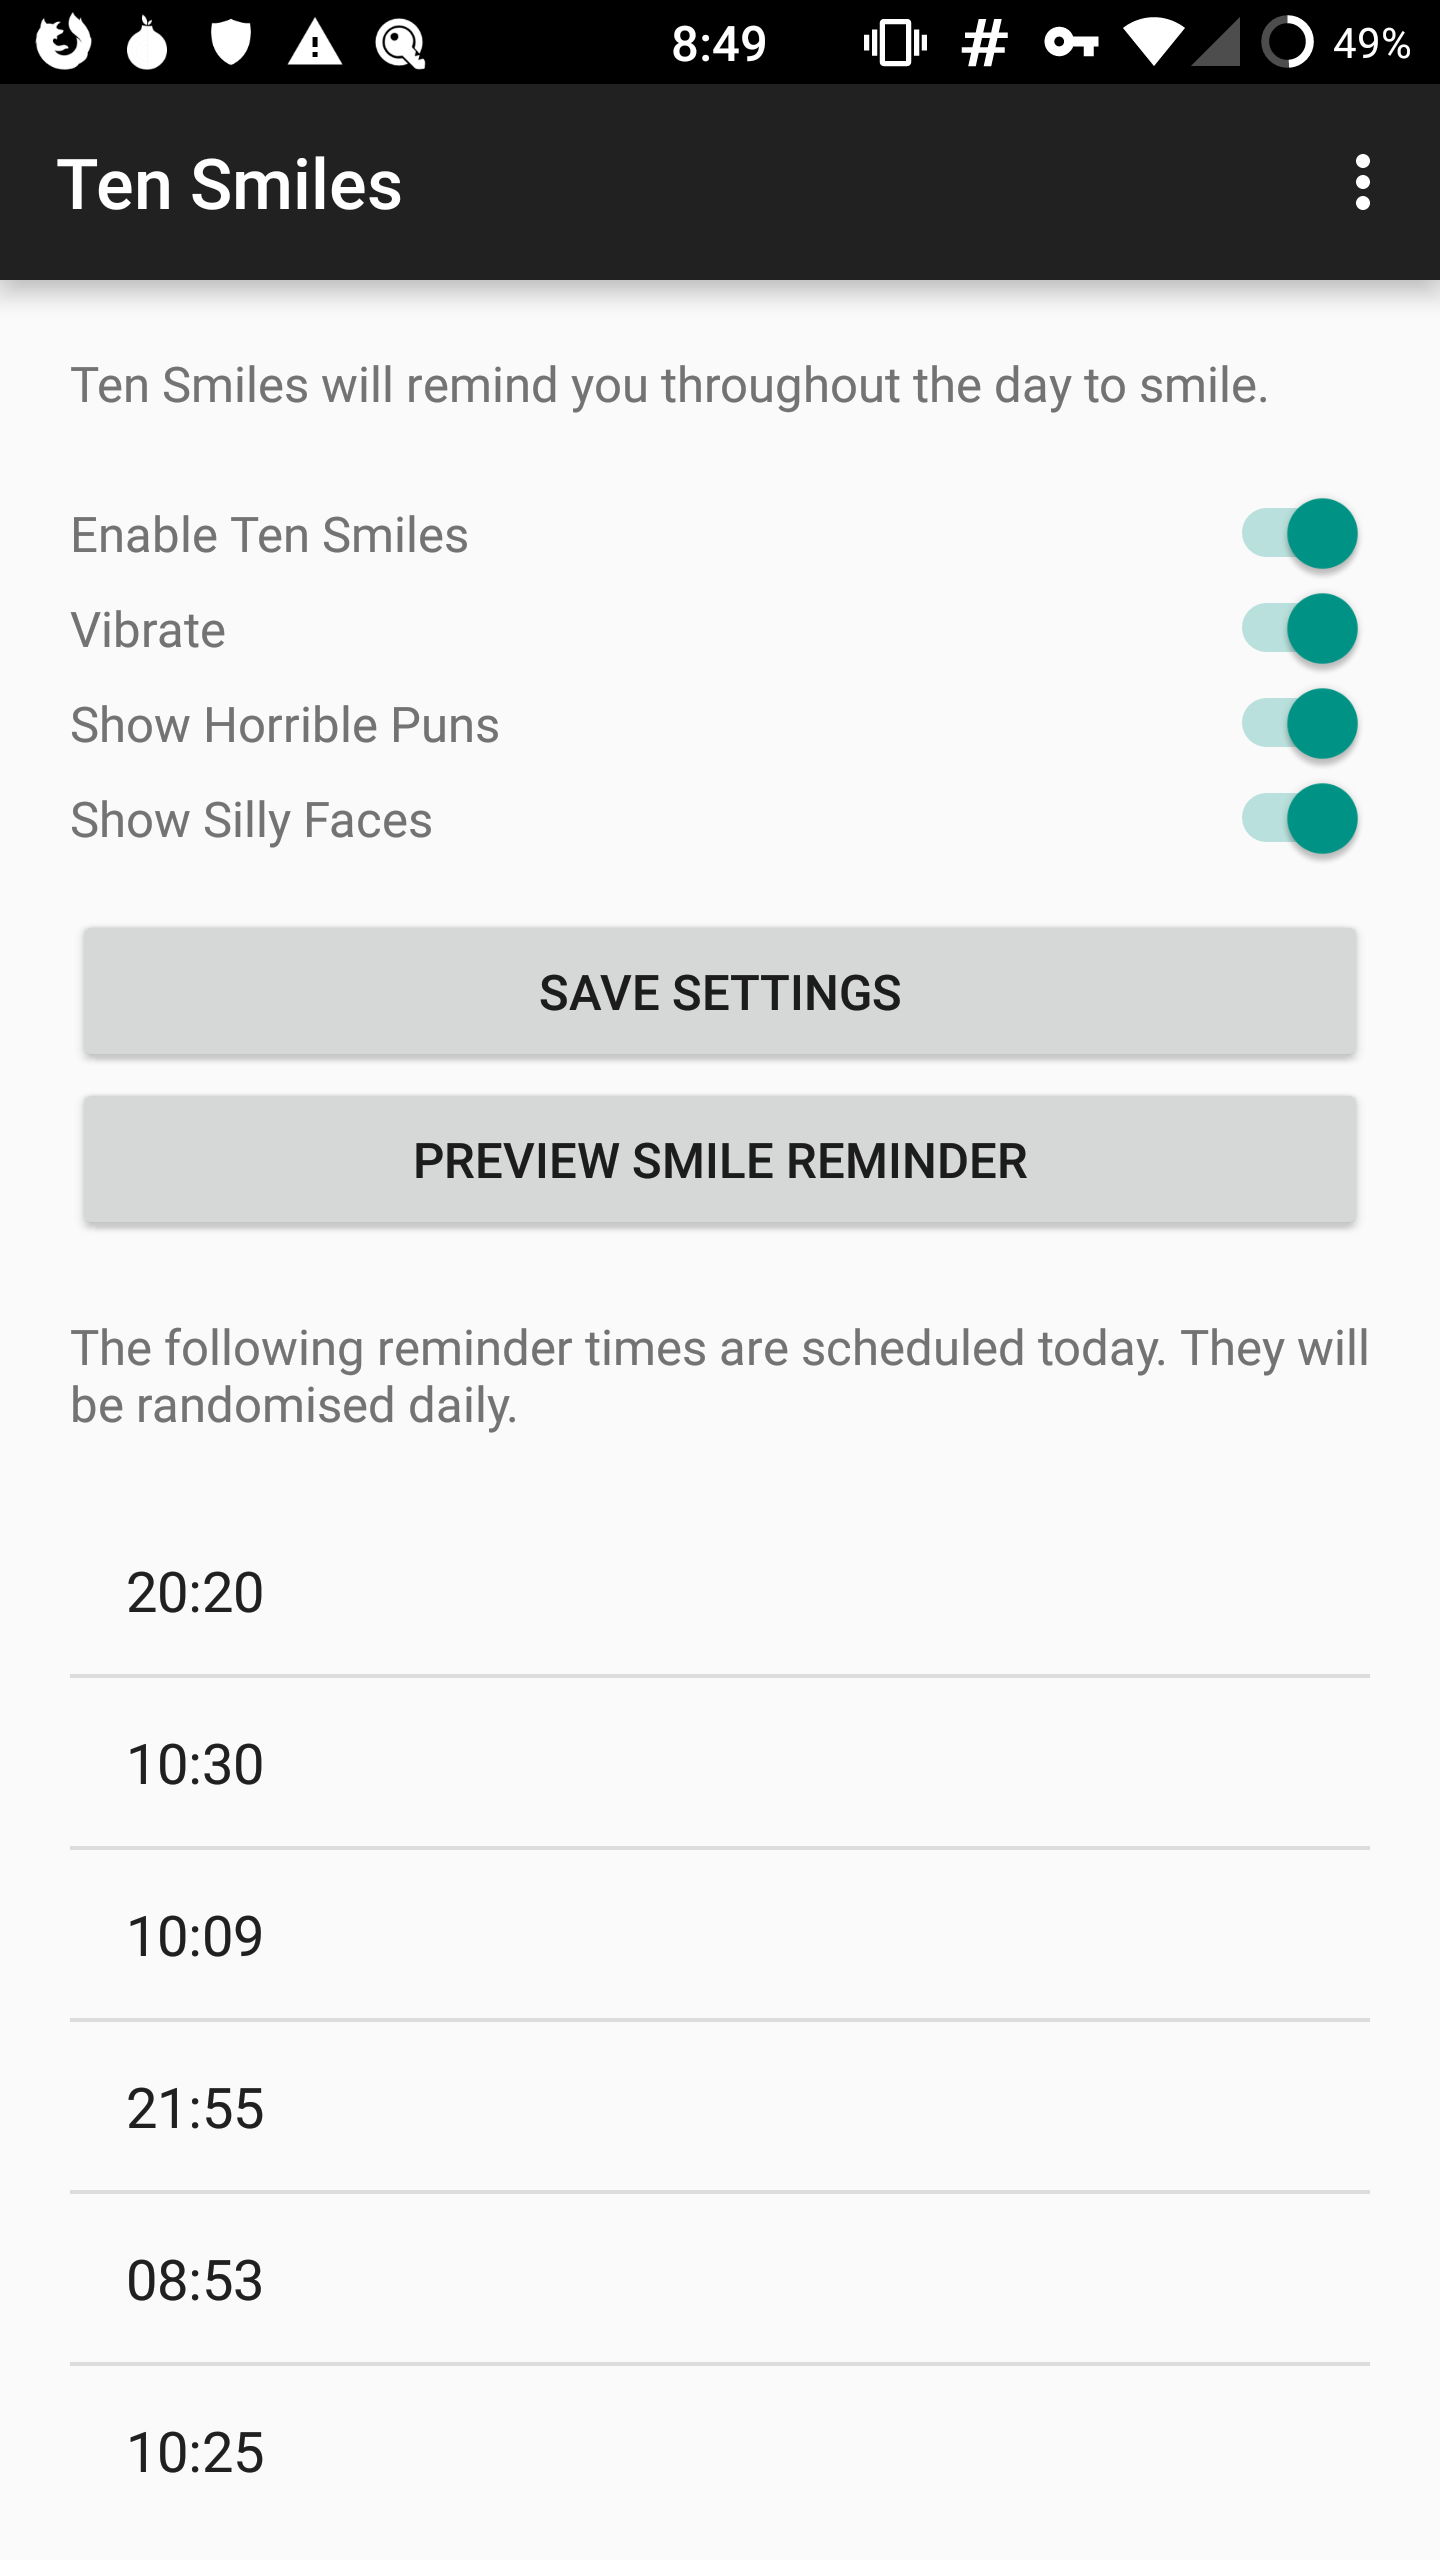 8:49
49%
Ten Smiles
Ten Smiles will remind you throughout the day to smile.
Enable Ten Smiles
Vibrate
Show Horrible Puns
Show Silly Faces
SAVE SETTINGS
PREVIEW SMILE REMINDER
The following reminder times are scheduled today. They will
be randomised daily.
20:20
10:30
10:09
21:55
08:53
10:25